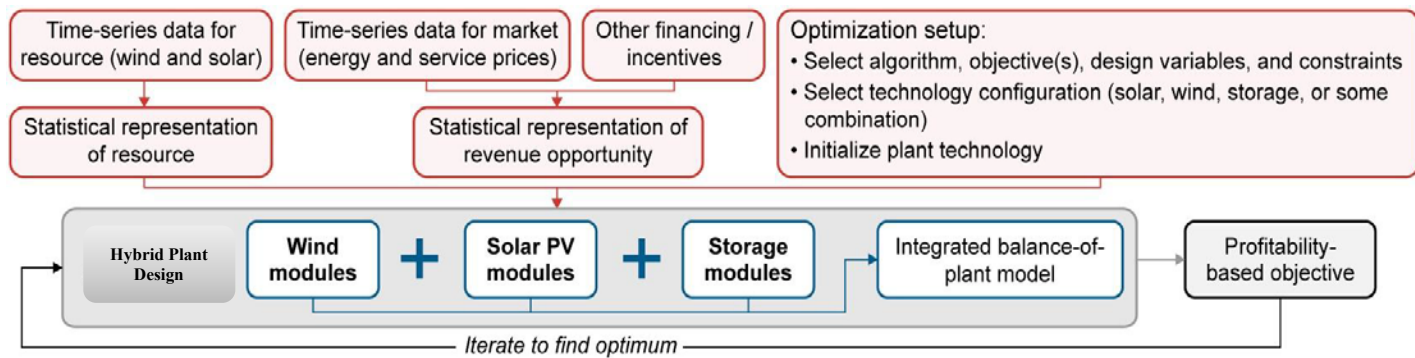 Time-series data for
resource (wind and solar)
Time-series data for market
(energy and service prices)
Other financing /
incentives
Optimization setup:
• Select algorithm, objective(s), design variables, and constraints
• Select technology configuration (solar, wind, storage, or some
combination)
• Initialize plant technology
Statistical representation
of resource
Statistical representation of
revenue opportunity
Hybrid Plant
Design
Wind
modules
+
Solar PV
modules
+
Storage
modules
Integrated balance-of-
plant model
Profitability-
based objective
Iterate to find optimum